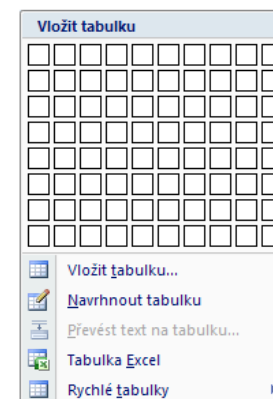 Vložit tabulku
Vložit tabulku...
Navrhnout tabulku
Převést text na tabulku...
Tabulka Excel
Rychlé tabulky